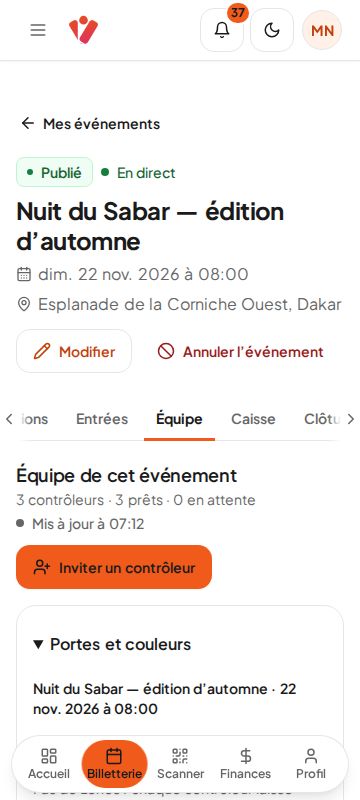 37
MN
Mes événements
Publié
En direct
Nuit du Sabar — édition
d’automne
dim. 22 nov. 2026 à 08:00
Esplanade de la Corniche Ouest, Dakar
Modifier
Annuler l’événement
Entrées
Équipe
Caisse
Équipe de cet événement
3 contrôleurs · 3 prêts · 0 en attente
Mis à jour à 07:12
Inviter un contrôleur
Portes et couleurs
Nuit du Sabar — édition d’automne · 22
nov. 2026 à 08:00
Accueil
Billetterie
Scanner
Finances
Profil